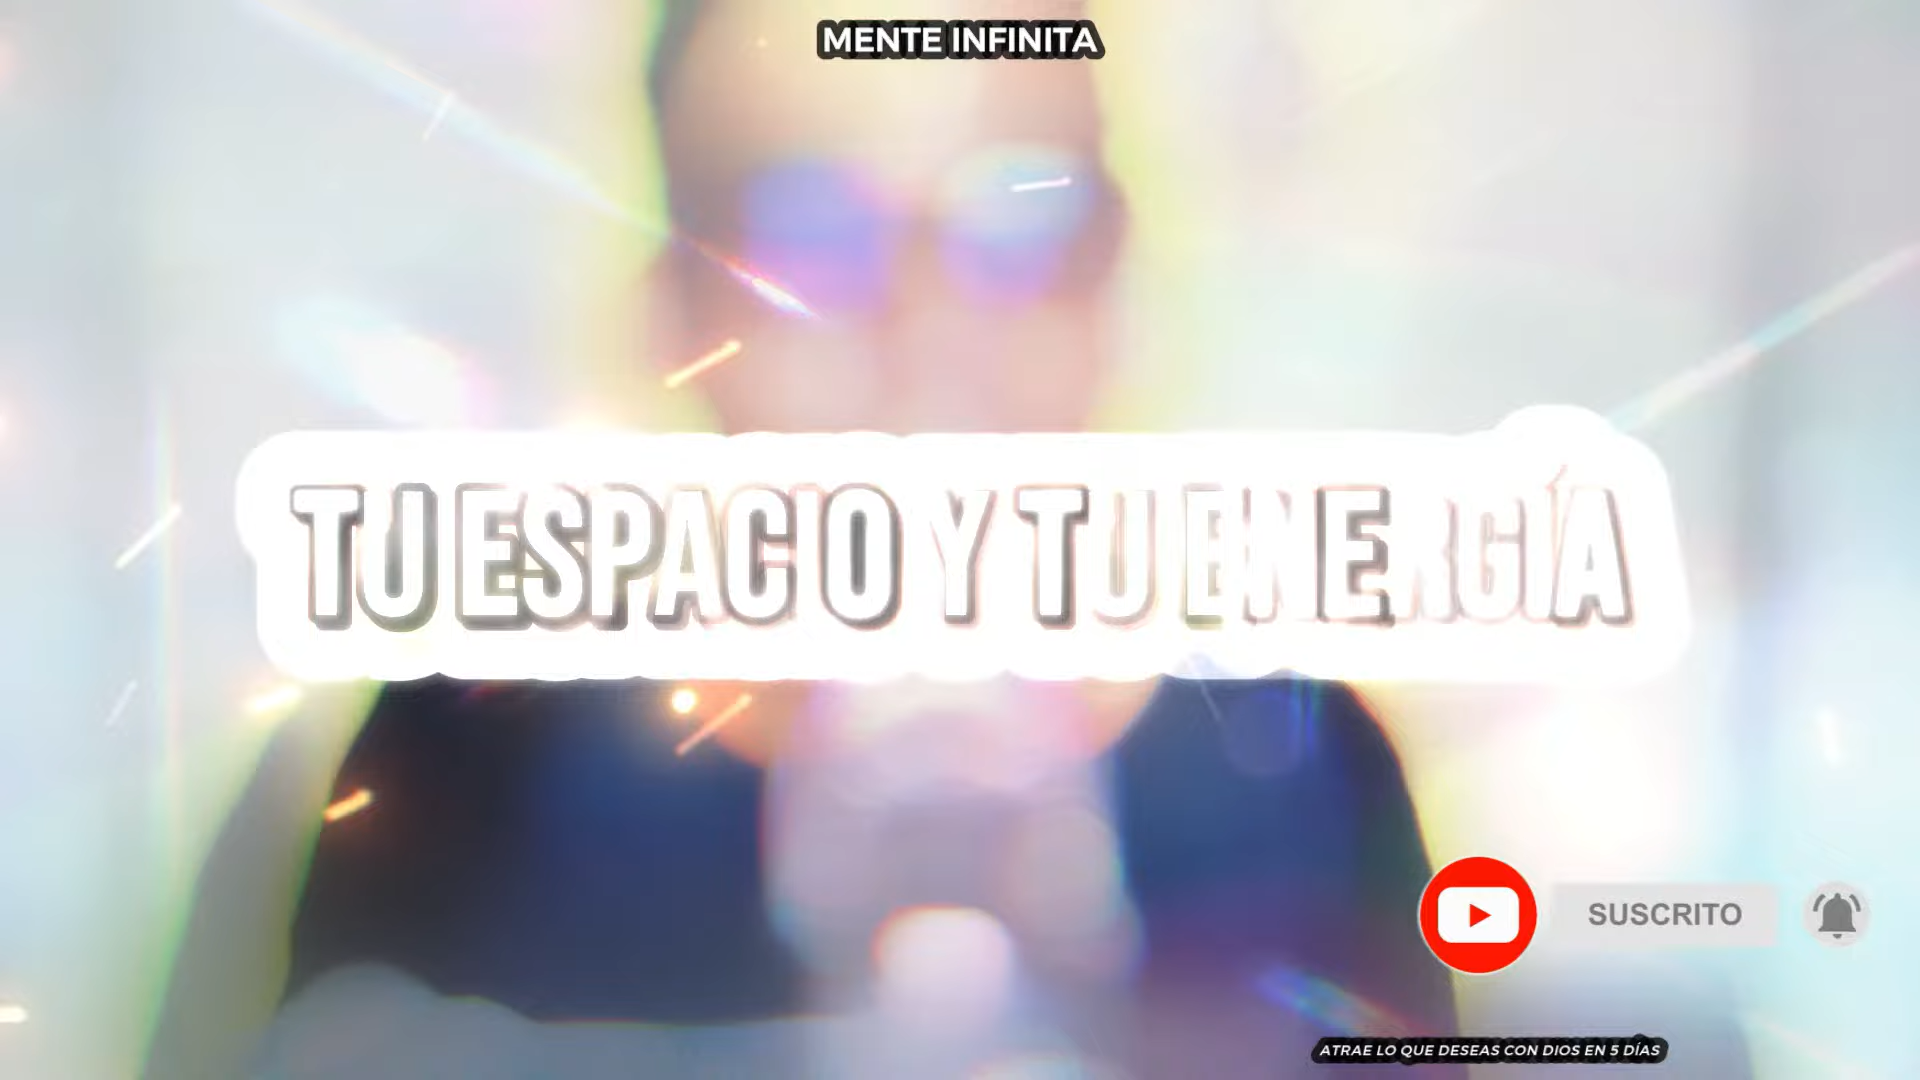 MENTE INFINITA
TU ESPACIO Y TU ENERGÍA
SUSCRITO
ATRAE LO QUE DESEAS CON DIOS EN 5 DÍAS